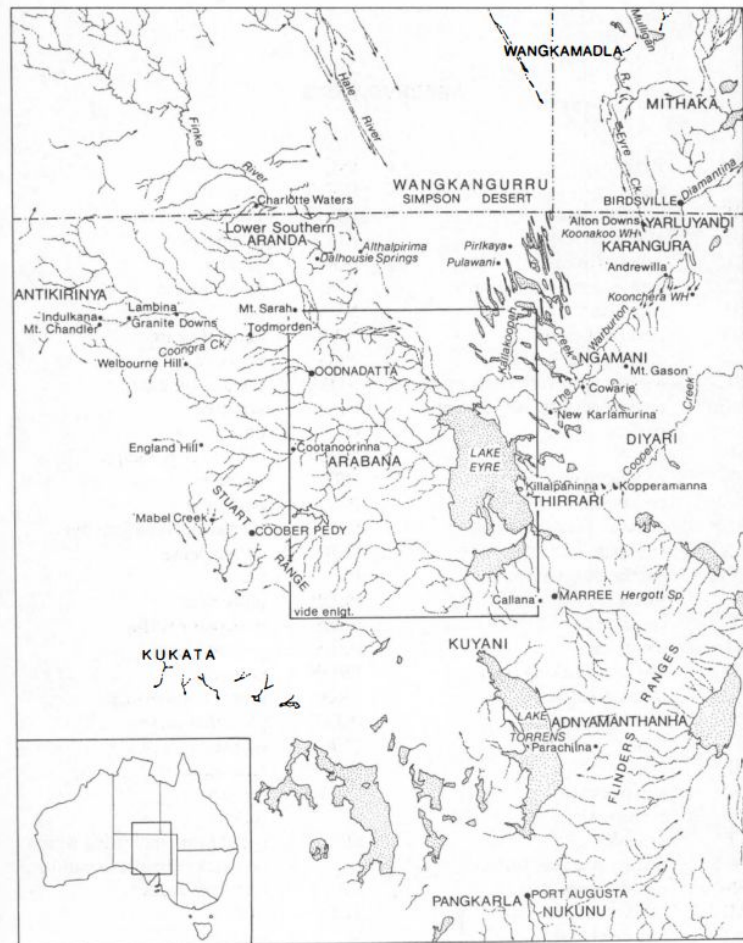 WANGKAMADLA
Mulligan
R.
MITHAKA
Hale
River
Finke
River
Eyre
Ck.
WANGKANGURRU
SIMPSON DESERT
BIRDSVILLE
Diamantina
Charlotte Waters
Alton Downs
YARLUYANDI
Koonakoo WH
Lower Southern
ARANDA
Althalpirima
Dalhousie Springs
Pirlkaya
Pulawani
KARANGURA
Andrewilla
Koonchera WH
ANTIKIRINYA
Indulkana
Mt. Chandler
Lambina
Granite Downs
Mt. Sarah
Todmorden
Coongra Ck.
Welbourne Hill
OODNADATTA
Kallakoopah
Creek
The Warburton
NGAMANI
Mt. Gason
Cowarie
New Karlamurina
DIYARI
Cooper
Creek
England Hill
Cootanoorinna
ARABANA
LAKE
EYRE
Killalpaninna
Kopperamanna
THIRRARI
Mabel Creek
STUART
RANGE
COOBER PEDY
vide enlgt.
Callana
MARREE
Hergott Sp.
KUYANI
KUKATA
LAKE
TORRENS
ADNYAMANTHANHA
Parachilna
FLINDERS
RANGES
PANGKARLA
PORT AUGUSTA
NUKUNU